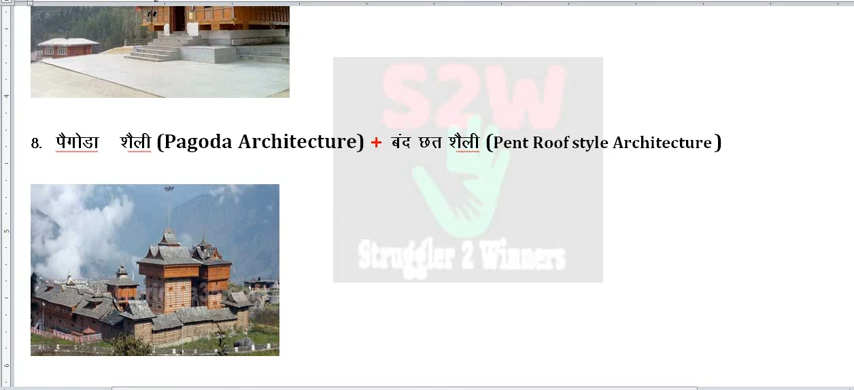 S2W
8. पैगोडा शैली (Pagoda Architecture) + बंद छत शैली (Pent Roof style Architecture)
Struggler 2 Winners